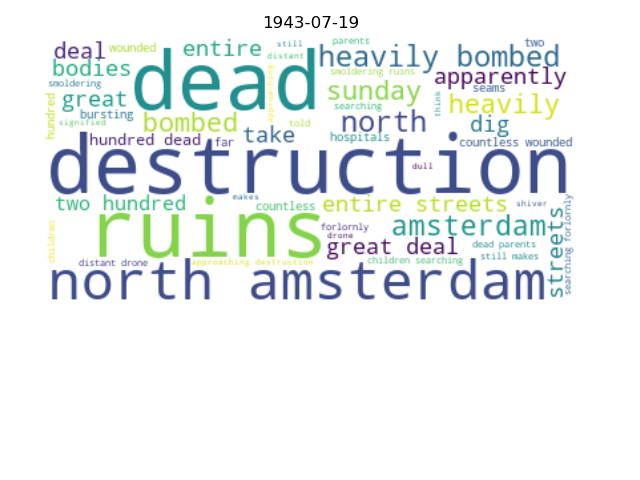 1943-07-19
deal wounded entire still parents two
bodies dead distant heavily bombed
smoldering smoldering ruins apparently
great sunday seams
hundred bursting searching think heavily
signified bombed told north dig
hundred dead far take hospitals countless wounded
destruction
dull
two hundred makes countless entire streets shiver
children ruins forlornly amsterdam streets searching forlornly
drone great deal dead parents
distant drone approaching destruction children searching still makes
north amsterdam
approaching